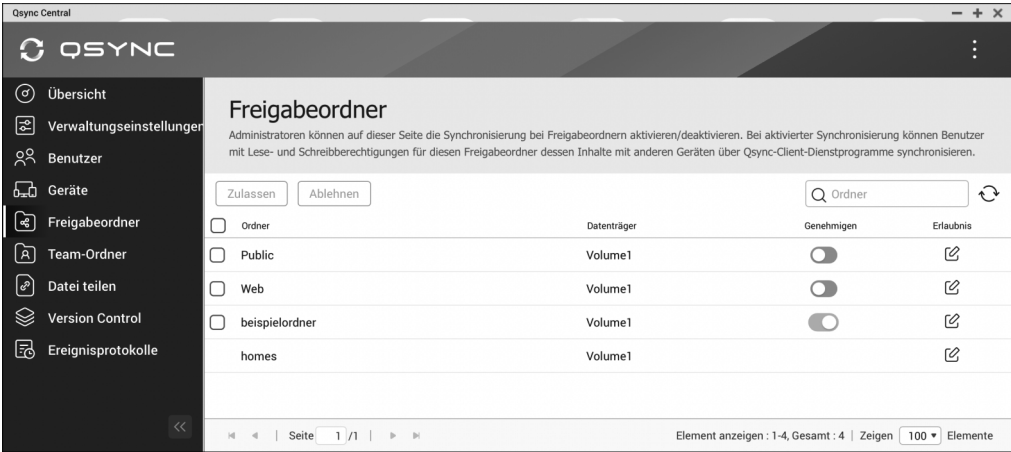 Qsync Central
QSYNC
Übersicht
Verwaltungseinstellungen
Benutzer
Geräte
Freigabeordner
Team-Ordner
Datei teilen
Version Control
Ereignisprotokolle
Freigabeordner
Administratoren können auf dieser Seite die Synchronisierung bei Freigabeordnern aktivieren/deaktivieren. Bei aktivierter Synchronisierung können Benutzer
mit Lese- und Schreibberechtigungen für diesen Freigabeordner dessen Inhalte mit anderen Geräten über Qsync-Client-Dienstprogramme synchronisieren.
Zulassen Ablehnen Ordner
Ordner Datenträger Genehmigen Erlaubnis
Public Volume1
Web Volume1
beispielordner Volume1
homes Volume1
Seite 1 /1 Element anzeigen : 1-4, Gesamt : 4 | Zeigen 100 Elemente